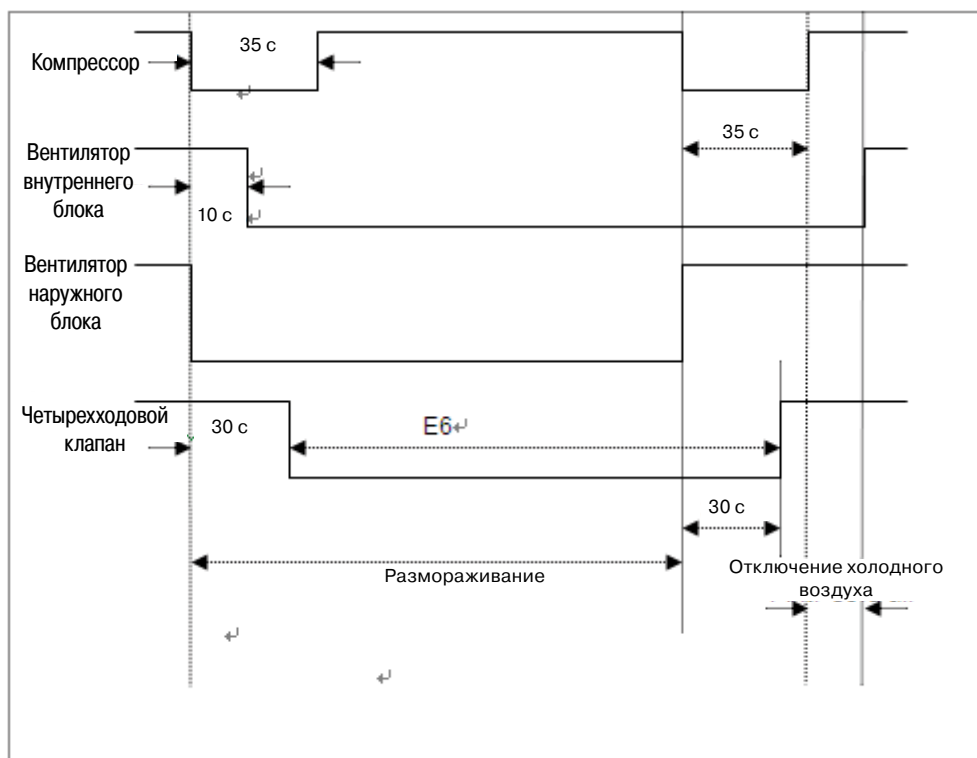 35 с
Компрессор
35 с
Вентилятор
внутреннего
блока
10 с
Вентилятор
наружного
блока
Четырехходовой
клапан
30 с
E6
30 с
Размораживание
Отключение холодного
воздуха